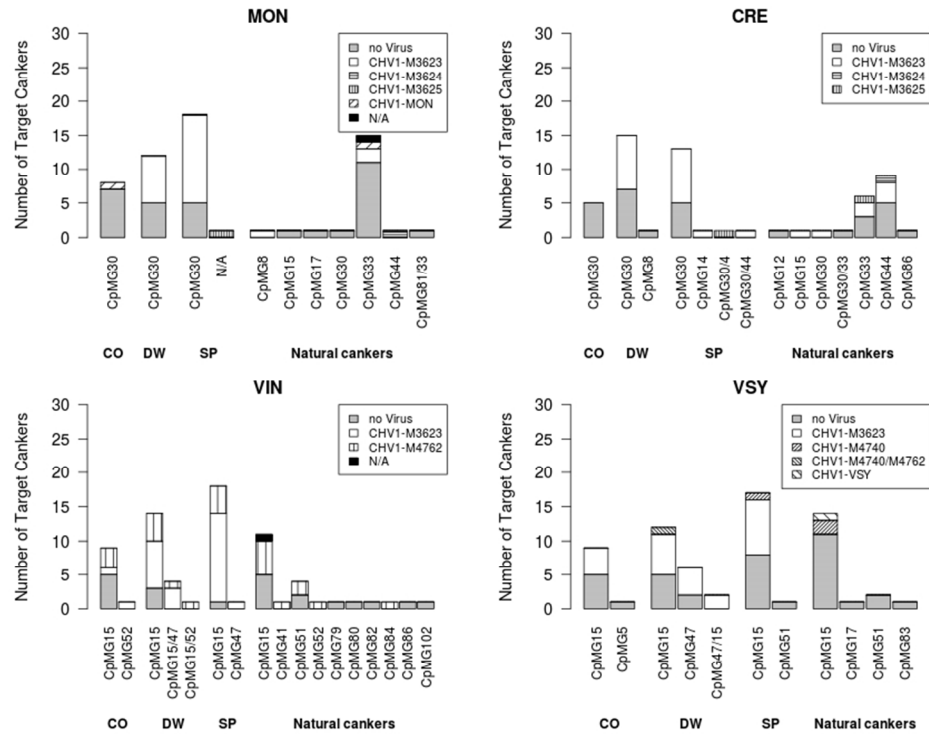 MON
Number of Target Cankers
30
25
20
15
10
5
0
no Virus
CHV1-M3623
CHV1-M3624
CHV1-M3625
CHV1-MON
N/A
CpMG30
CpMG30
CpMG30
N/A
CpMG8
CpMG15
CpMG17
CpMG30
CpMG33
CpMG44
CpMG81/33
CO DW SP Natural cankers
CRE
Number of Target Cankers
30
25
20
15
10
5
0
no Virus
CHV1-M3623
CHV1-M3624
CHV1-M3625
CpMG30
CpMG30
CpMG8
CpMG30
CpMG14
CpMG30/4
CpMG30/44
CpMG12
CpMG15
CpMG30
CpMG30/33
CpMG33
CpMG44
CpMG86
CO DW SP Natural cankers
VIN
Number of Target Cankers
30
25
20
15
10
5
0
no Virus
CHV1-M3623
CHV1-M4762
N/A
CpMG15
CpMG52
CpMG15
CpMG15/47
CpMG15/52
CpMG15
CpMG47
CpMG15
CpMG41
CpMG51
CpMG52
CpMG79
CpMG80
CpMG82
CpMG84
CpMG86
CpMG102
CO DW SP Natural cankers
VSY
Number of Target Cankers
30
25
20
15
10
5
0
no Virus
CHV1-M3623
CHV1-M4740
CHV1-M4740/M4762
CHV1-VSY
CpMG15
CpMG5
CpMG15
CpMG47
CpMG47/15
CpMG15
CpMG51
CpMG15
CpMG17
CpMG51
CpMG83
CO DW SP Natural cankers